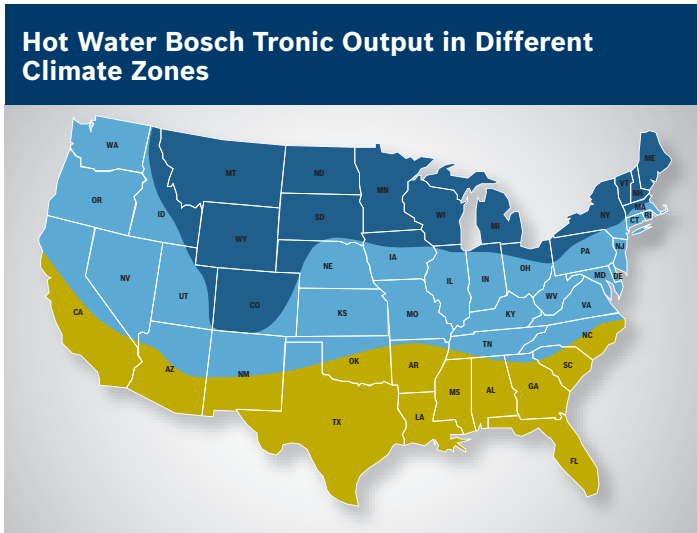 Hot Water Bosch Tronic Output in Different
Climate Zones
WA
ME
MT
ND
VT
MN
NH
OR
MA
ID
SD
WI
NY
RI
CT
MI
WY
NJ
PA
IA
NE
OH
NV
MD
DE
IL
IN
UT
WV
CO
VA
CA
KS
MO
KY
NC
TN
OK
AR
SC
AZ
NM
GA
MS
AL
LA
TX
FL